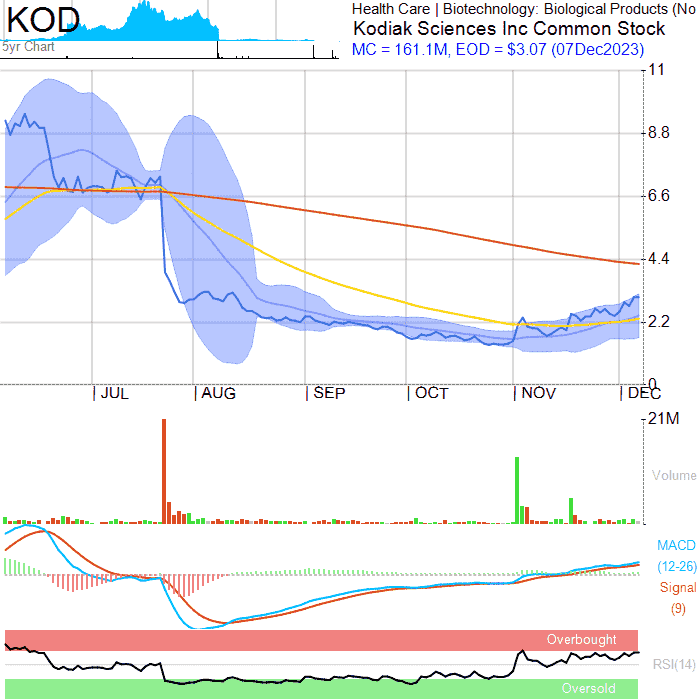 KOD
5yr Chart
Health Care | Biotechnology: Biological Products (No
Kodiak Sciences Inc Common Stock
MC = 161.1M, EOD = $3.07 (07Dec2023)
11
8.8
6.6
4.4
2.2
0
JUL
AUG
SEP
OCT
NOV
DEC
21M
Volume
MACD
(12-26)
Signal
(9)
Overbought
RSI(14)
Oversold